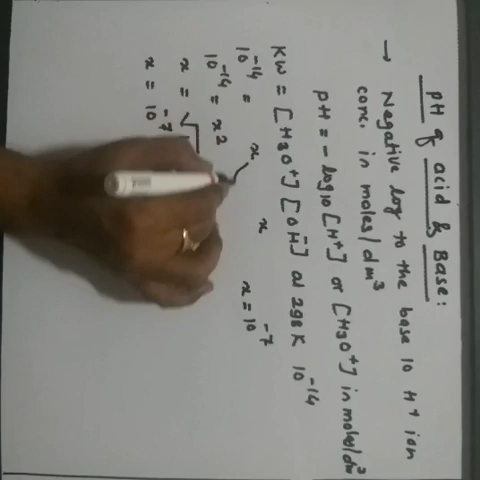 pH of acid & Base:
→ Negative log to the base 10 H+ ion
conc. in moles/dm³
pH = - log₁₀ [H⁺] or [H₃O⁺] in moles/dm³
KW = [H₃O⁺] [OH⁻] at 298K 10⁻¹⁴
10⁻¹⁴ = x x x = 10⁻⁷
10⁻¹⁴ = x²
x = √
x = 10⁻⁷